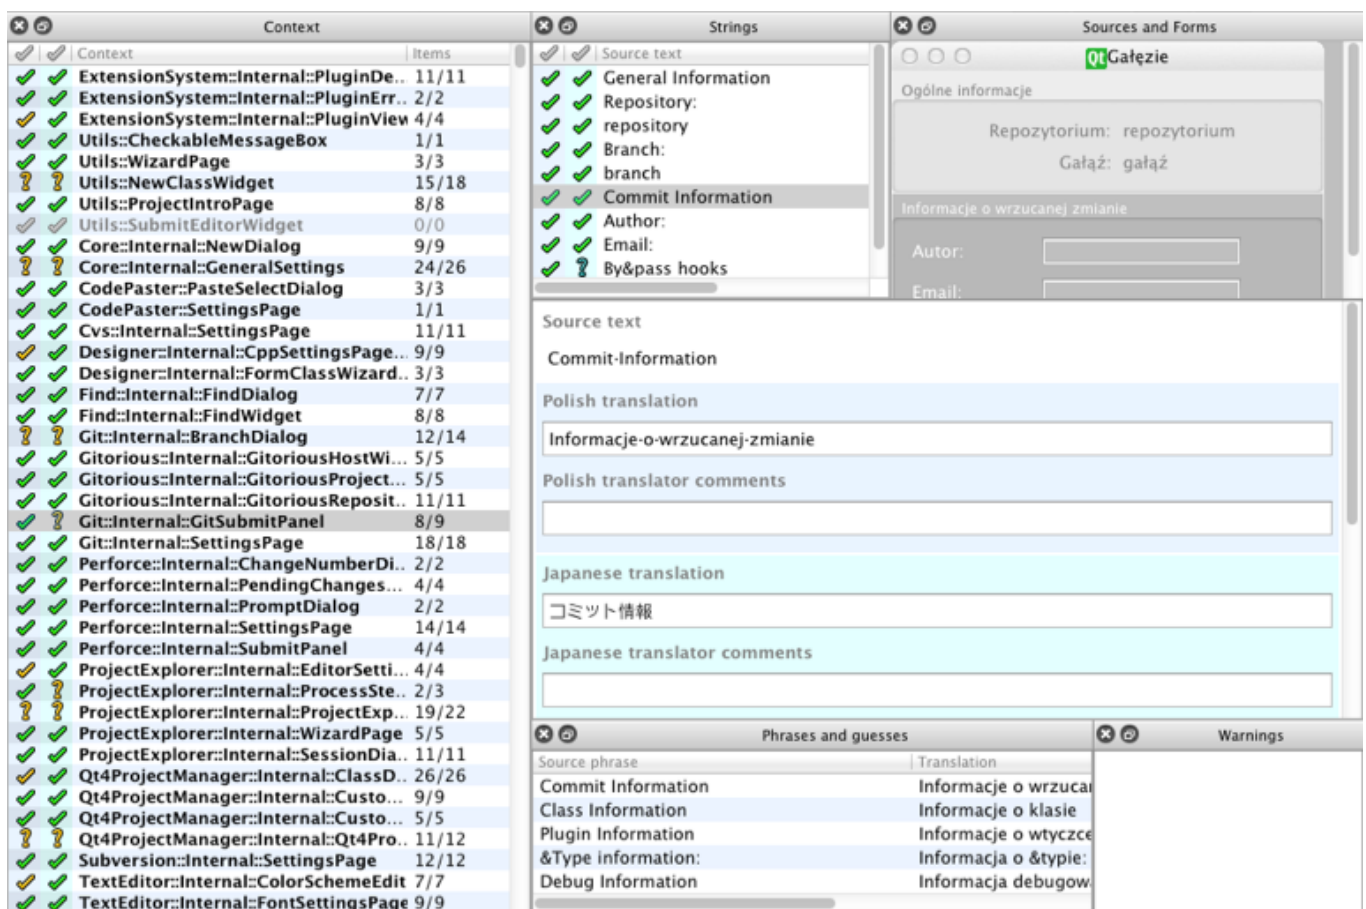 Context
Context Items
ExtensionSystem::Internal::PluginDe.. 11/11
ExtensionSystem::Internal::PluginErr.. 2/2
ExtensionSystem::Internal::PluginView 4/4
Utils::CheckableMessageBox 1/1
Utils::WizardPage 3/3
Utils::NewClassWidget 15/18
Utils::ProjectIntroPage 8/8
Utils::SubmitEditorWidget 0/0
Core::Internal::NewDialog 9/9
Core::Internal::GeneralSettings 24/26
CodePaster::PasteSelectDialog 3/3
CodePaster::SettingsPage 1/1
Cvs::Internal::SettingsPage 11/11
Designer::Internal::CppSettingsPage... 9/9
Designer::Internal::FormClassWizard.. 3/3
Find::Internal::FindDialog 7/7
Find::Internal::FindWidget 8/8
Git::Internal::BranchDialog 12/14
Gitorious::Internal::GitoriousHostWi... 5/5
Gitorious::Internal::GitoriousProject... 5/5
Gitorious::Internal::GitoriousReposit.. 11/11
Git::Internal::GitSubmitPanel 8/9
Git::Internal::SettingsPage 18/18
Perforce::Internal::ChangeNumberDi.. 2/2
Perforce::Internal::PendingChanges... 4/4
Perforce::Internal::PromptDialog 2/2
Perforce::Internal::SettingsPage 14/14
Perforce::Internal::SubmitPanel 4/4
ProjectExplorer::Internal::EditorSetti.. 4/4
ProjectExplorer::Internal::ProcessSte.. 2/3
ProjectExplorer::Internal::ProjectExp... 19/22
ProjectExplorer::Internal::WizardPage 5/5
ProjectExplorer::Internal::SessionDia.. 11/11
Qt4ProjectManager::Internal::ClassD.. 26/26
Qt4ProjectManager::Internal::Custo... 9/9
Qt4ProjectManager::Internal::Custo... 5/5
Qt4ProjectManager::Internal::Qt4Pro.. 11/12
Subversion::Internal::SettingsPage 12/12
TextEditor::Internal::ColorSchemeEdit 7/7
TextEditor::Internal::FontSettingsPage 9/9
Strings
Source text
General Information
Repository:
repository
Branch:
branch
Commit Information
Author:
Email:
By&pass hooks
Sources and Forms
Qt Gałęzie
Ogólne informacje
Repozytorium: repozytorium
Gałąź: gałąź
Informacje o wrzucanej zmianie
Autor:
Email:
Source text
Commit·Information
Polish translation
Informacje·o·wrzucanej·zmianie
Polish translator comments
Japanese translation
コミット情報
Japanese translator comments
Phrases and guesses
Source phrase Translation
Commit Information Informacje o wrzucar
Class Information Informacje o klasie
Plugin Information Informacje o wtyczce
&Type information: Informacja o &typie:
Debug Information Informacja debugow
Warnings